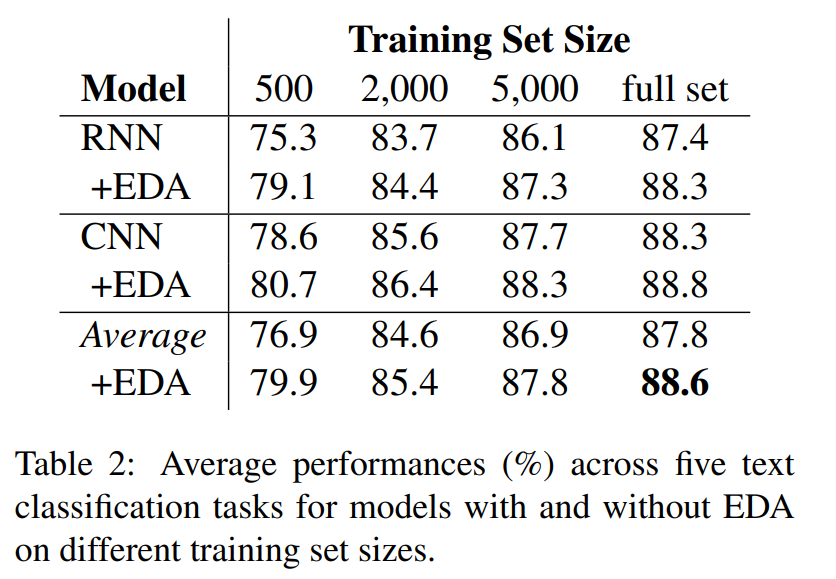 Training Set Size
Model 500 2,000 5,000 full set
RNN 75.3 83.7 86.1 87.4
+EDA 79.1 84.4 87.3 88.3
CNN 78.6 85.6 87.7 88.3
+EDA 80.7 86.4 88.3 88.8
Average 76.9 84.6 86.9 87.8
+EDA 79.9 85.4 87.8 88.6
Table 2: Average performances (%) across five text
classification tasks for models with and without EDA
on different training set sizes.